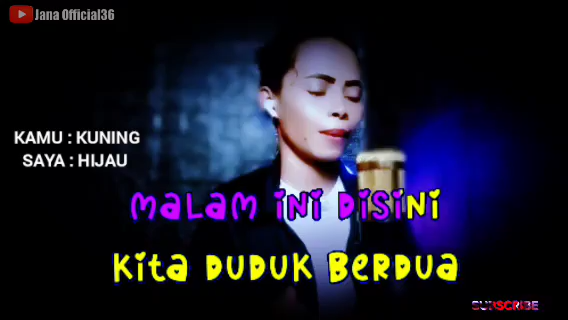 Jana Official36
KAMU : KUNING
SAYA : HIJAU
MALAM INI DISINI
KITA DUDUK BERDUA
SUBSCRIBE